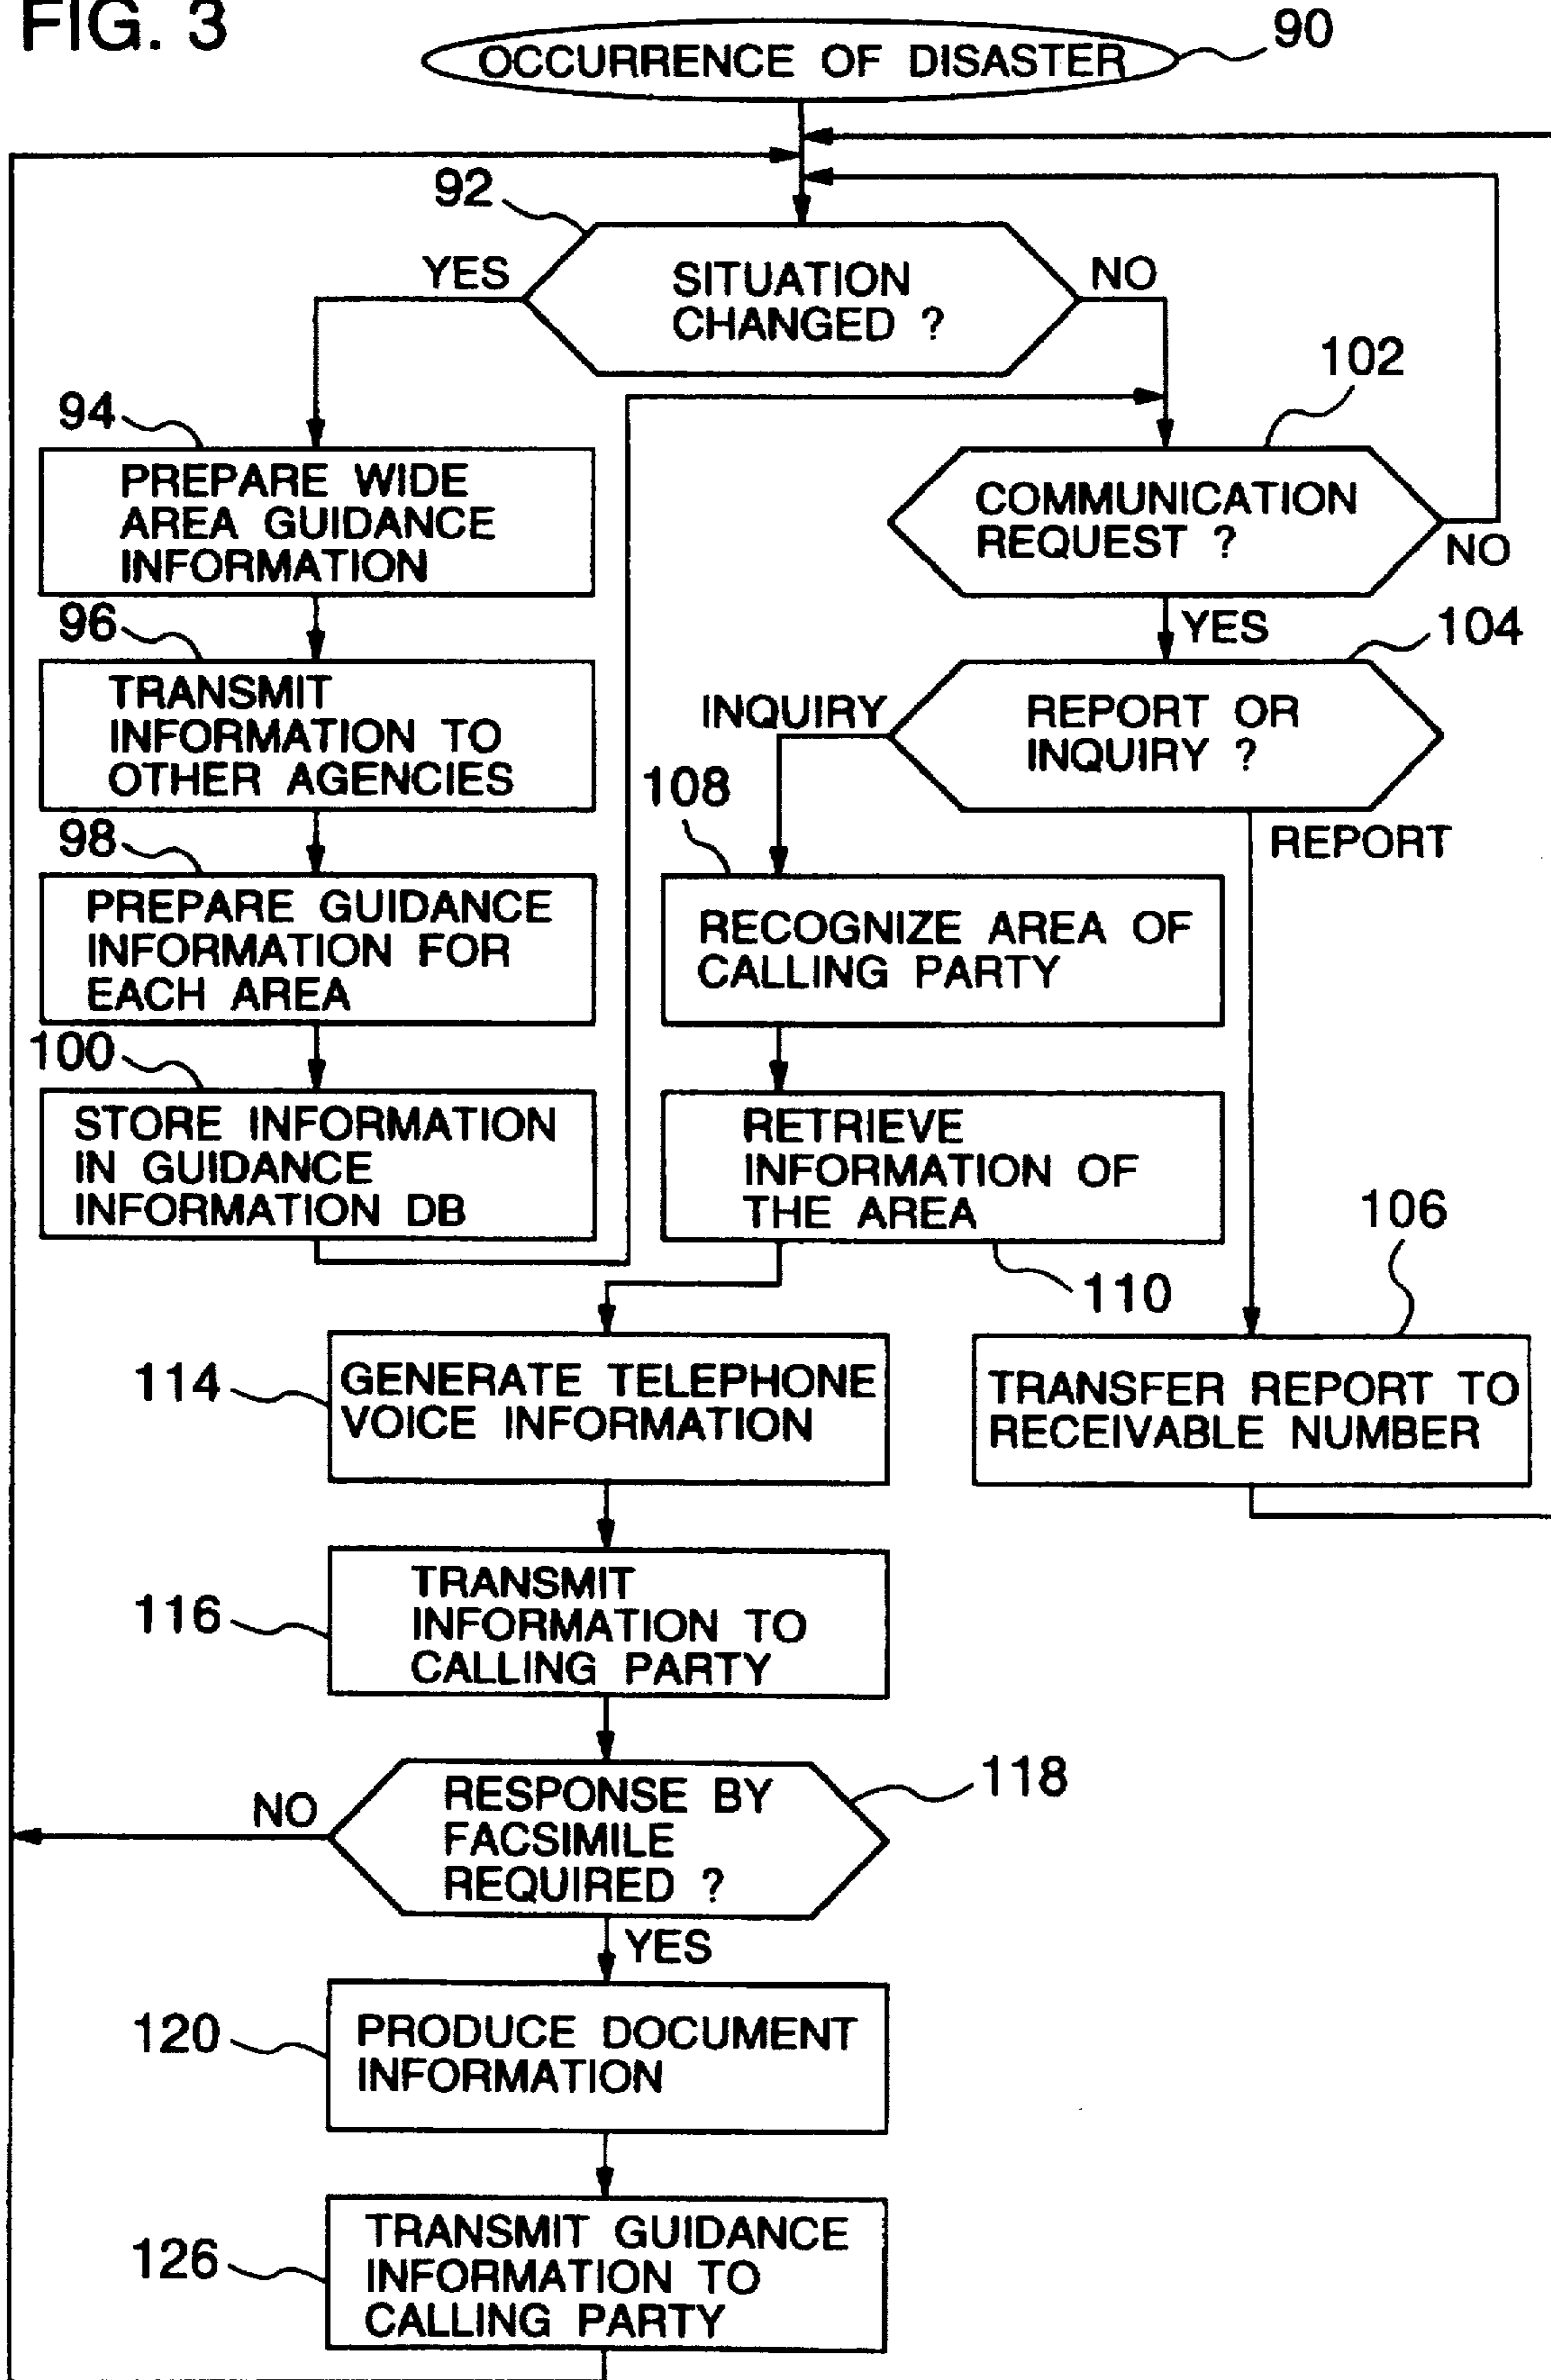 FIG. 3
OCCURRENCE OF DISASTER
90
92
YES
SITUATION
CHANGED ?
NO
102
94
PREPARE WIDE
AREA GUIDANCE
INFORMATION
COMMUNICATION
REQUEST ?
NO
YES
96
104
TRANSMIT
INFORMATION TO
OTHER AGENCIES
INQUIRY
REPORT OR
INQUIRY ?
108
REPORT
98
PREPARE GUIDANCE
INFORMATION FOR
EACH AREA
RECOGNIZE AREA OF
CALLING PARTY
100
STORE INFORMATION
IN GUIDANCE
INFORMATION DB
RETRIEVE
INFORMATION OF
THE AREA
106
110
114
GENERATE TELEPHONE
VOICE INFORMATION
TRANSFER REPORT TO
RECEIVABLE NUMBER
116
TRANSMIT
INFORMATION TO
CALLING PARTY
118
NO
RESPONSE BY
FACSIMILE
REQUIRED ?
YES
120
PRODUCE DOCUMENT
INFORMATION
126
TRANSMIT GUIDANCE
INFORMATION TO
CALLING PARTY